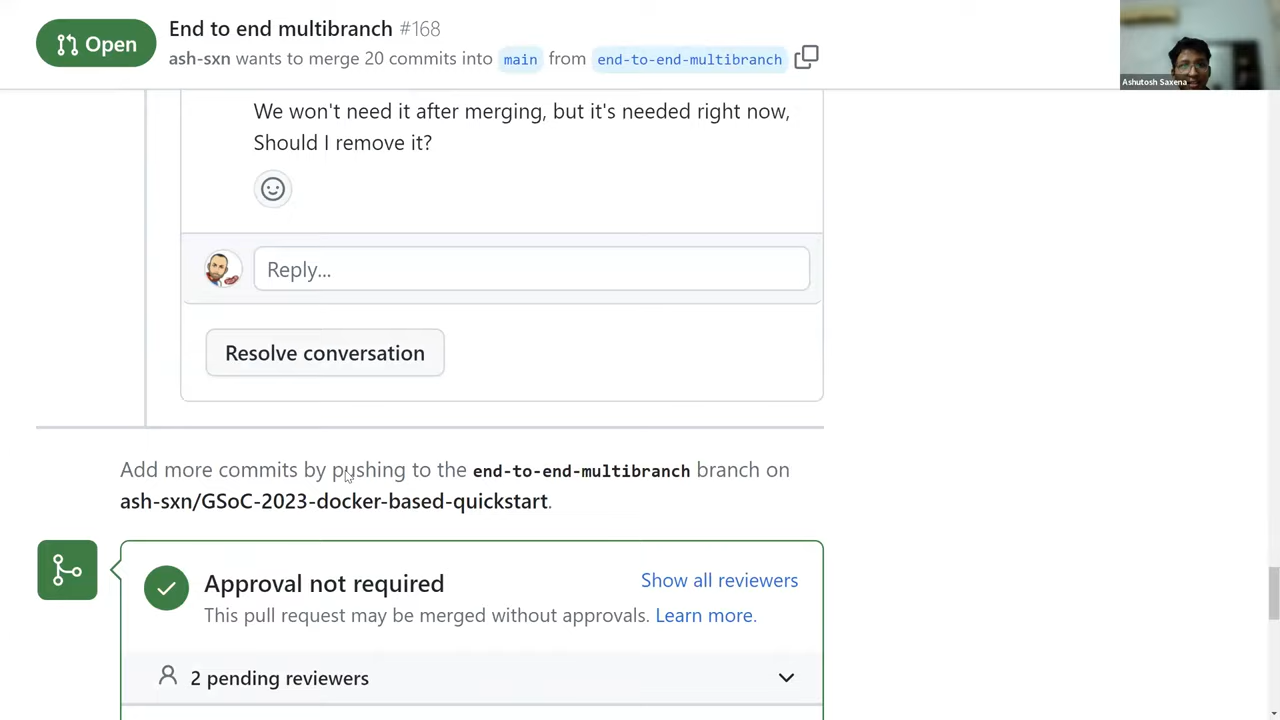 Open
End to end multibranch #168
ash-sxn wants to merge 20 commits into main from end-to-end-multibranch
Ashutosh Saxena
We won't need it after merging, but it's needed right now,
Should I remove it?
Reply...
Resolve conversation
Add more commits by pushing to the end-to-end-multibranch branch on
ash-sxn/GSoC-2023-docker-based-quickstart.
Approval not required
Show all reviewers
This pull request may be merged without approvals. Learn more.
2 pending reviewers